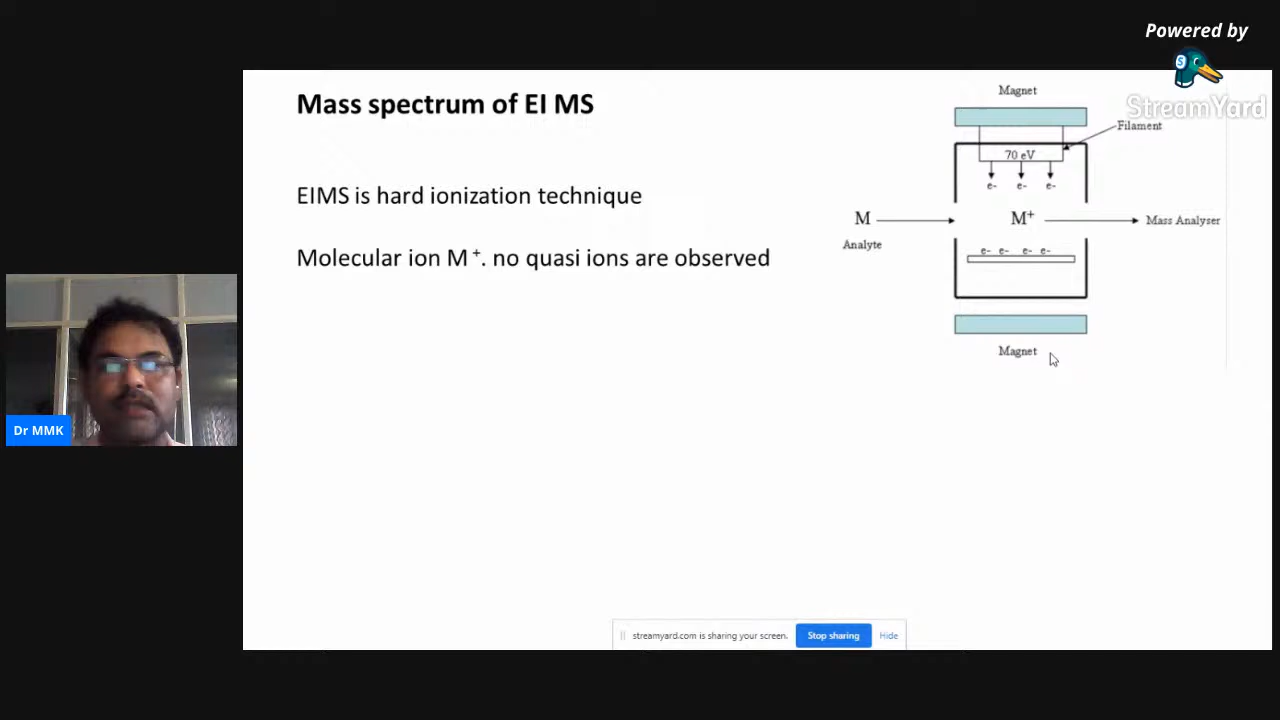 Powered by
StreamYard
Mass spectrum of EI MS
EIMS is hard ionization technique
Molecular ion M⁺. no quasi ions are observed
Magnet
Filament
70 eV
e- e- e-
M
M⁺
Mass Analyser
Analyte
e- e- e- e-
Magnet
Dr MMK
streamyard.com is sharing your screen.
Stop sharing
Hide